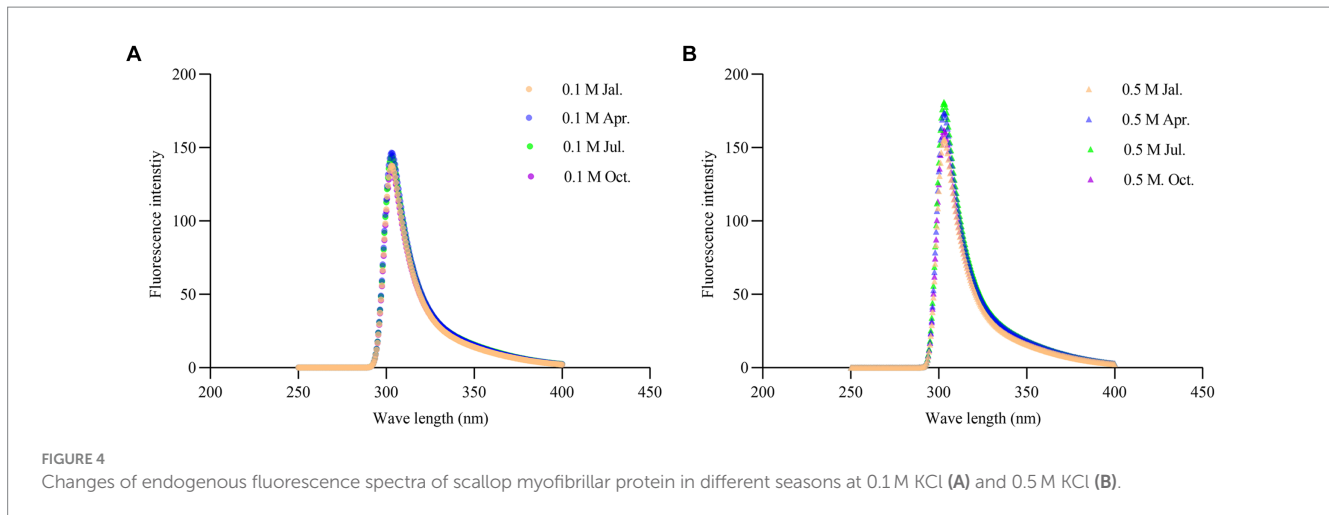 A
200
150
100
50
0
Fluorescence intenstiy
200 250 300 350 400 450
Wave length (nm)
0.1 M Jal.
0.1 M Apr.
0.1 M Jul.
0.1 M Oct.
B
200
150
100
50
0
Fluorescence intenstiy
200 250 300 350 400 450
Wave length (nm)
0.5 M Jal.
0.5 M Apr.
0.5 M Jul.
0.5 M. Oct.
FIGURE 4
Changes of endogenous fluorescence spectra of scallop myofibrillar protein in different seasons at 0.1 M KCl (A) and 0.5 M KCl (B).